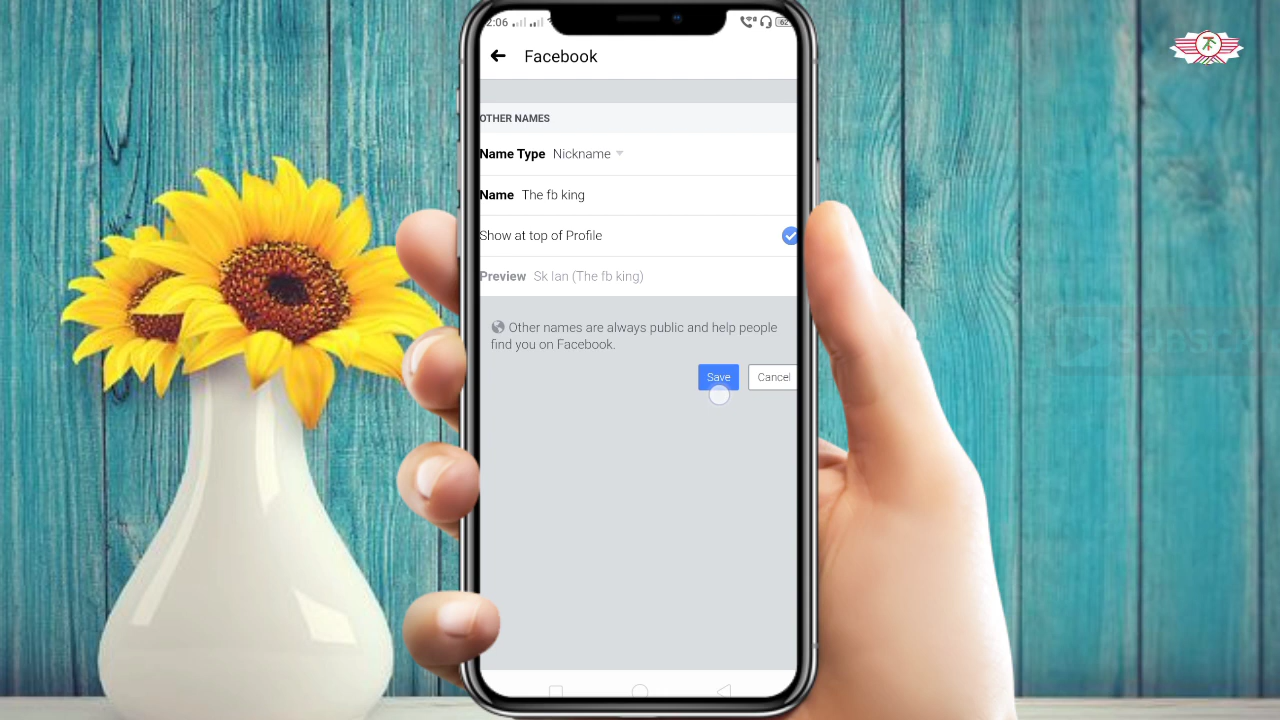 2:06
Facebook
OTHER NAMES
Name Type Nickname
Name The fb king
Show at top of Profile
Preview Sk Ian (The fb king)
Other names are always public and help people
find you on Facebook.
Save Cancel